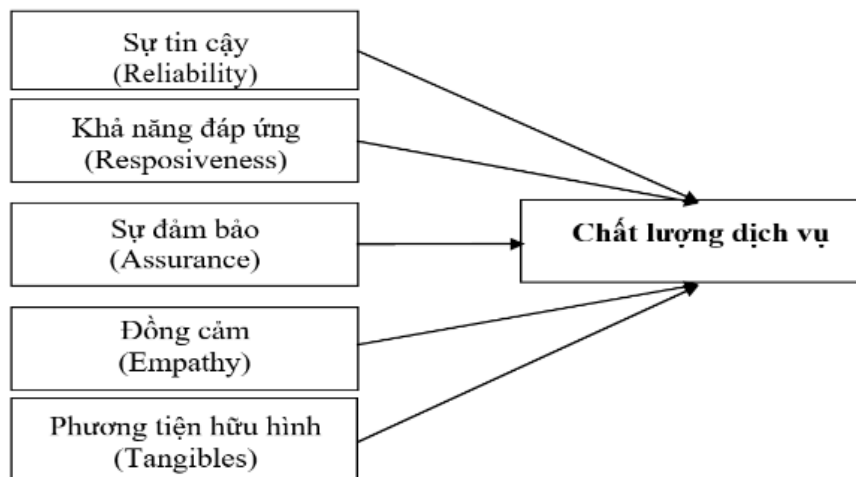 Sự tin cậy
(Reliability)
Khả năng đáp ứng
(Resposiveness)
Sự đảm bảo
(Assurance)
Đồng cảm
(Empathy)
Phương tiện hữu hình
(Tangibles)
Chất lượng dịch vụ